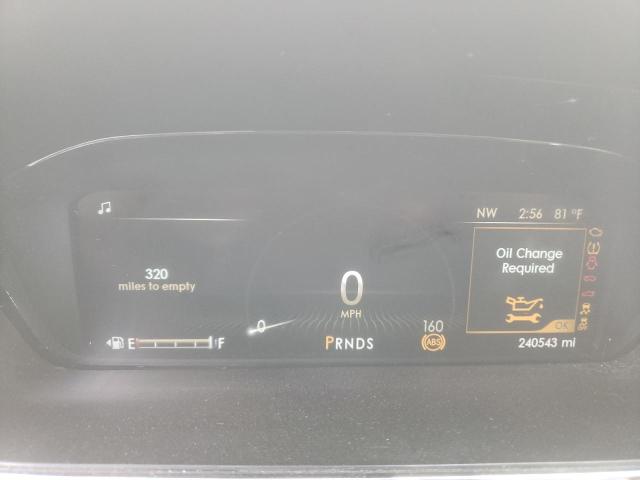 NW 2:56 81 °F
Oil Change
Required
OK
320
miles to empty
0
MPH
0
160
E F
PRNDS
ABS
240543 mi